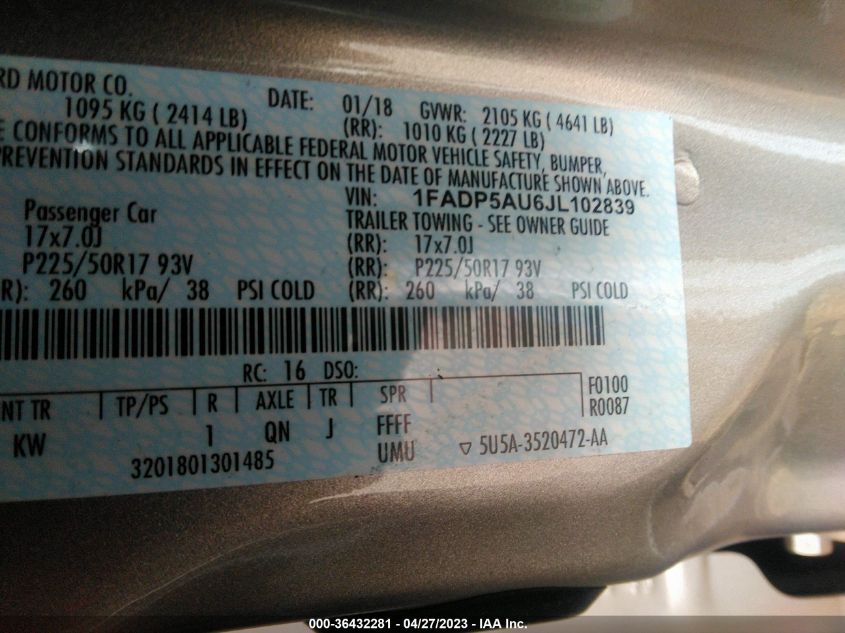 RD MOTOR CO. DATE: 01/18 GVWR: 2105 KG ( 4641 LB)
1095 KG ( 2414 LB) (RR): 1010 KG ( 2227 LB)
E CONFORMS TO ALL APPLICABLE FEDERAL MOTOR VEHICLE SAFETY, BUMPER,
PREVENTION STANDARDS IN EFFECT ON THE DATE OF MANUFACTURE SHOWN ABOVE.
VIN: 1FADP5AU6JL102839
Passenger Car TRAILER TOWING - SEE OWNER GUIDE
17x7.0J (RR): 17x7.0J
P225/50R17 93V (RR): P225/50R17 93V
R): 260 kPa/ 38 PSI COLD (RR): 260 kPa/ 38 PSI COLD
RC: 16 DSO:
NT TR TP/PS R AXLE TR SPR F0100
R0087
KW 1 QN J FFFF
UMU ▽ 5U5A-3520472-AA
3201801301485
000-36432281 - 04/27/2023 - IAA Inc.